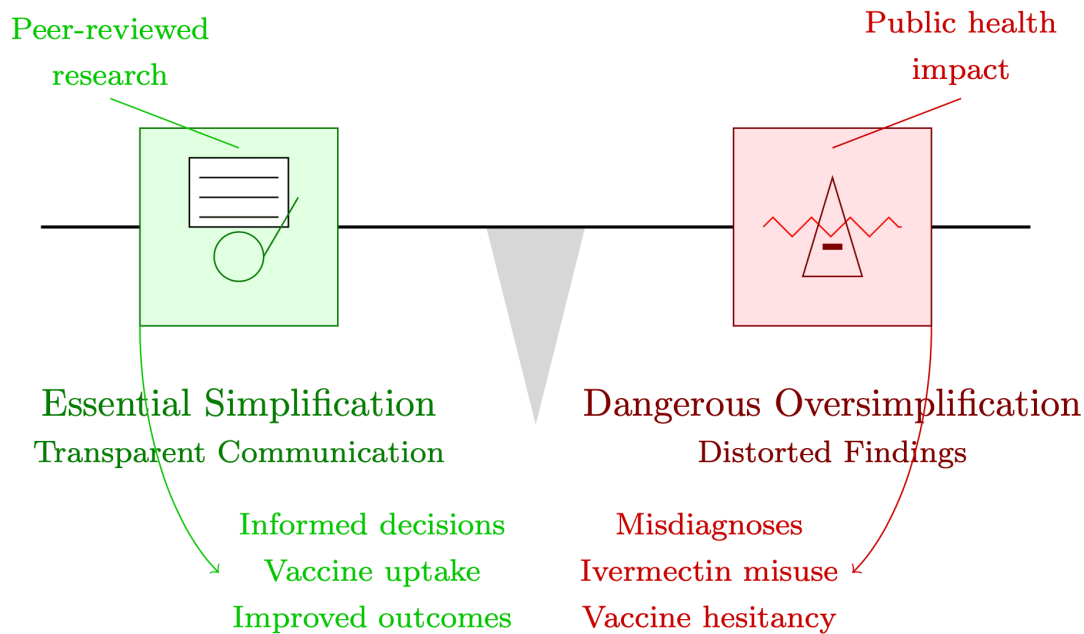 Peer-reviewed
research
Public health
impact
Essential Simplification
Transparent Communication
Dangerous Oversimplification
Distorted Findings
Informed decisions
Vaccine uptake
Improved outcomes
Misdiagnoses
Ivermectin misuse
Vaccine hesitancy